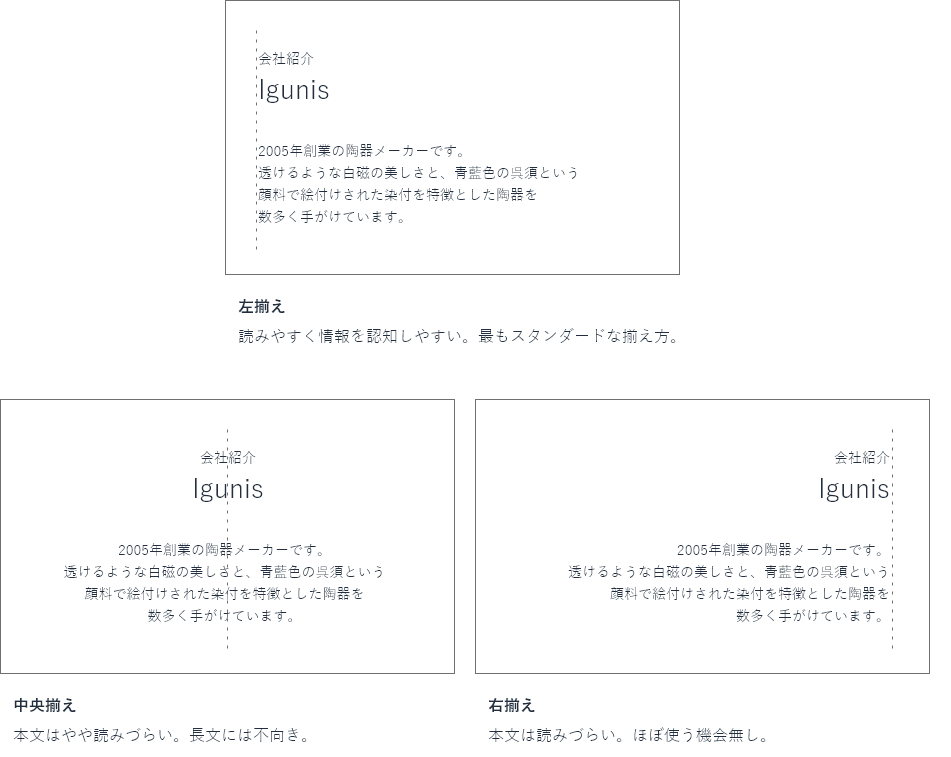 会社紹介
Igunis
2005年創業の陶器メーカーです。
透けるような白磁の美しさと、青藍色の呉須という
顔料で絵付けされた染付を特徴とした陶器を
数多く手がけています。
左揃え
読みやすく情報を認知しやすい。最もスタンダードな揃え方。
会社紹介
Igunis
2005年創業の陶器メーカーです。
透けるような白磁の美しさと、青藍色の呉須という
顔料で絵付けされた染付を特徴とした陶器を
数多く手がけています。
中央揃え
本文はやや読みづらい。長文には不向き。
会社紹介
Igunis
2005年創業の陶器メーカーです。
透けるような白磁の美しさと、青藍色の呉須という
顔料で絵付けされた染付を特徴とした陶器を
数多く手がけています。
右揃え
本文は読みづらい。ほぼ使う機会無し。